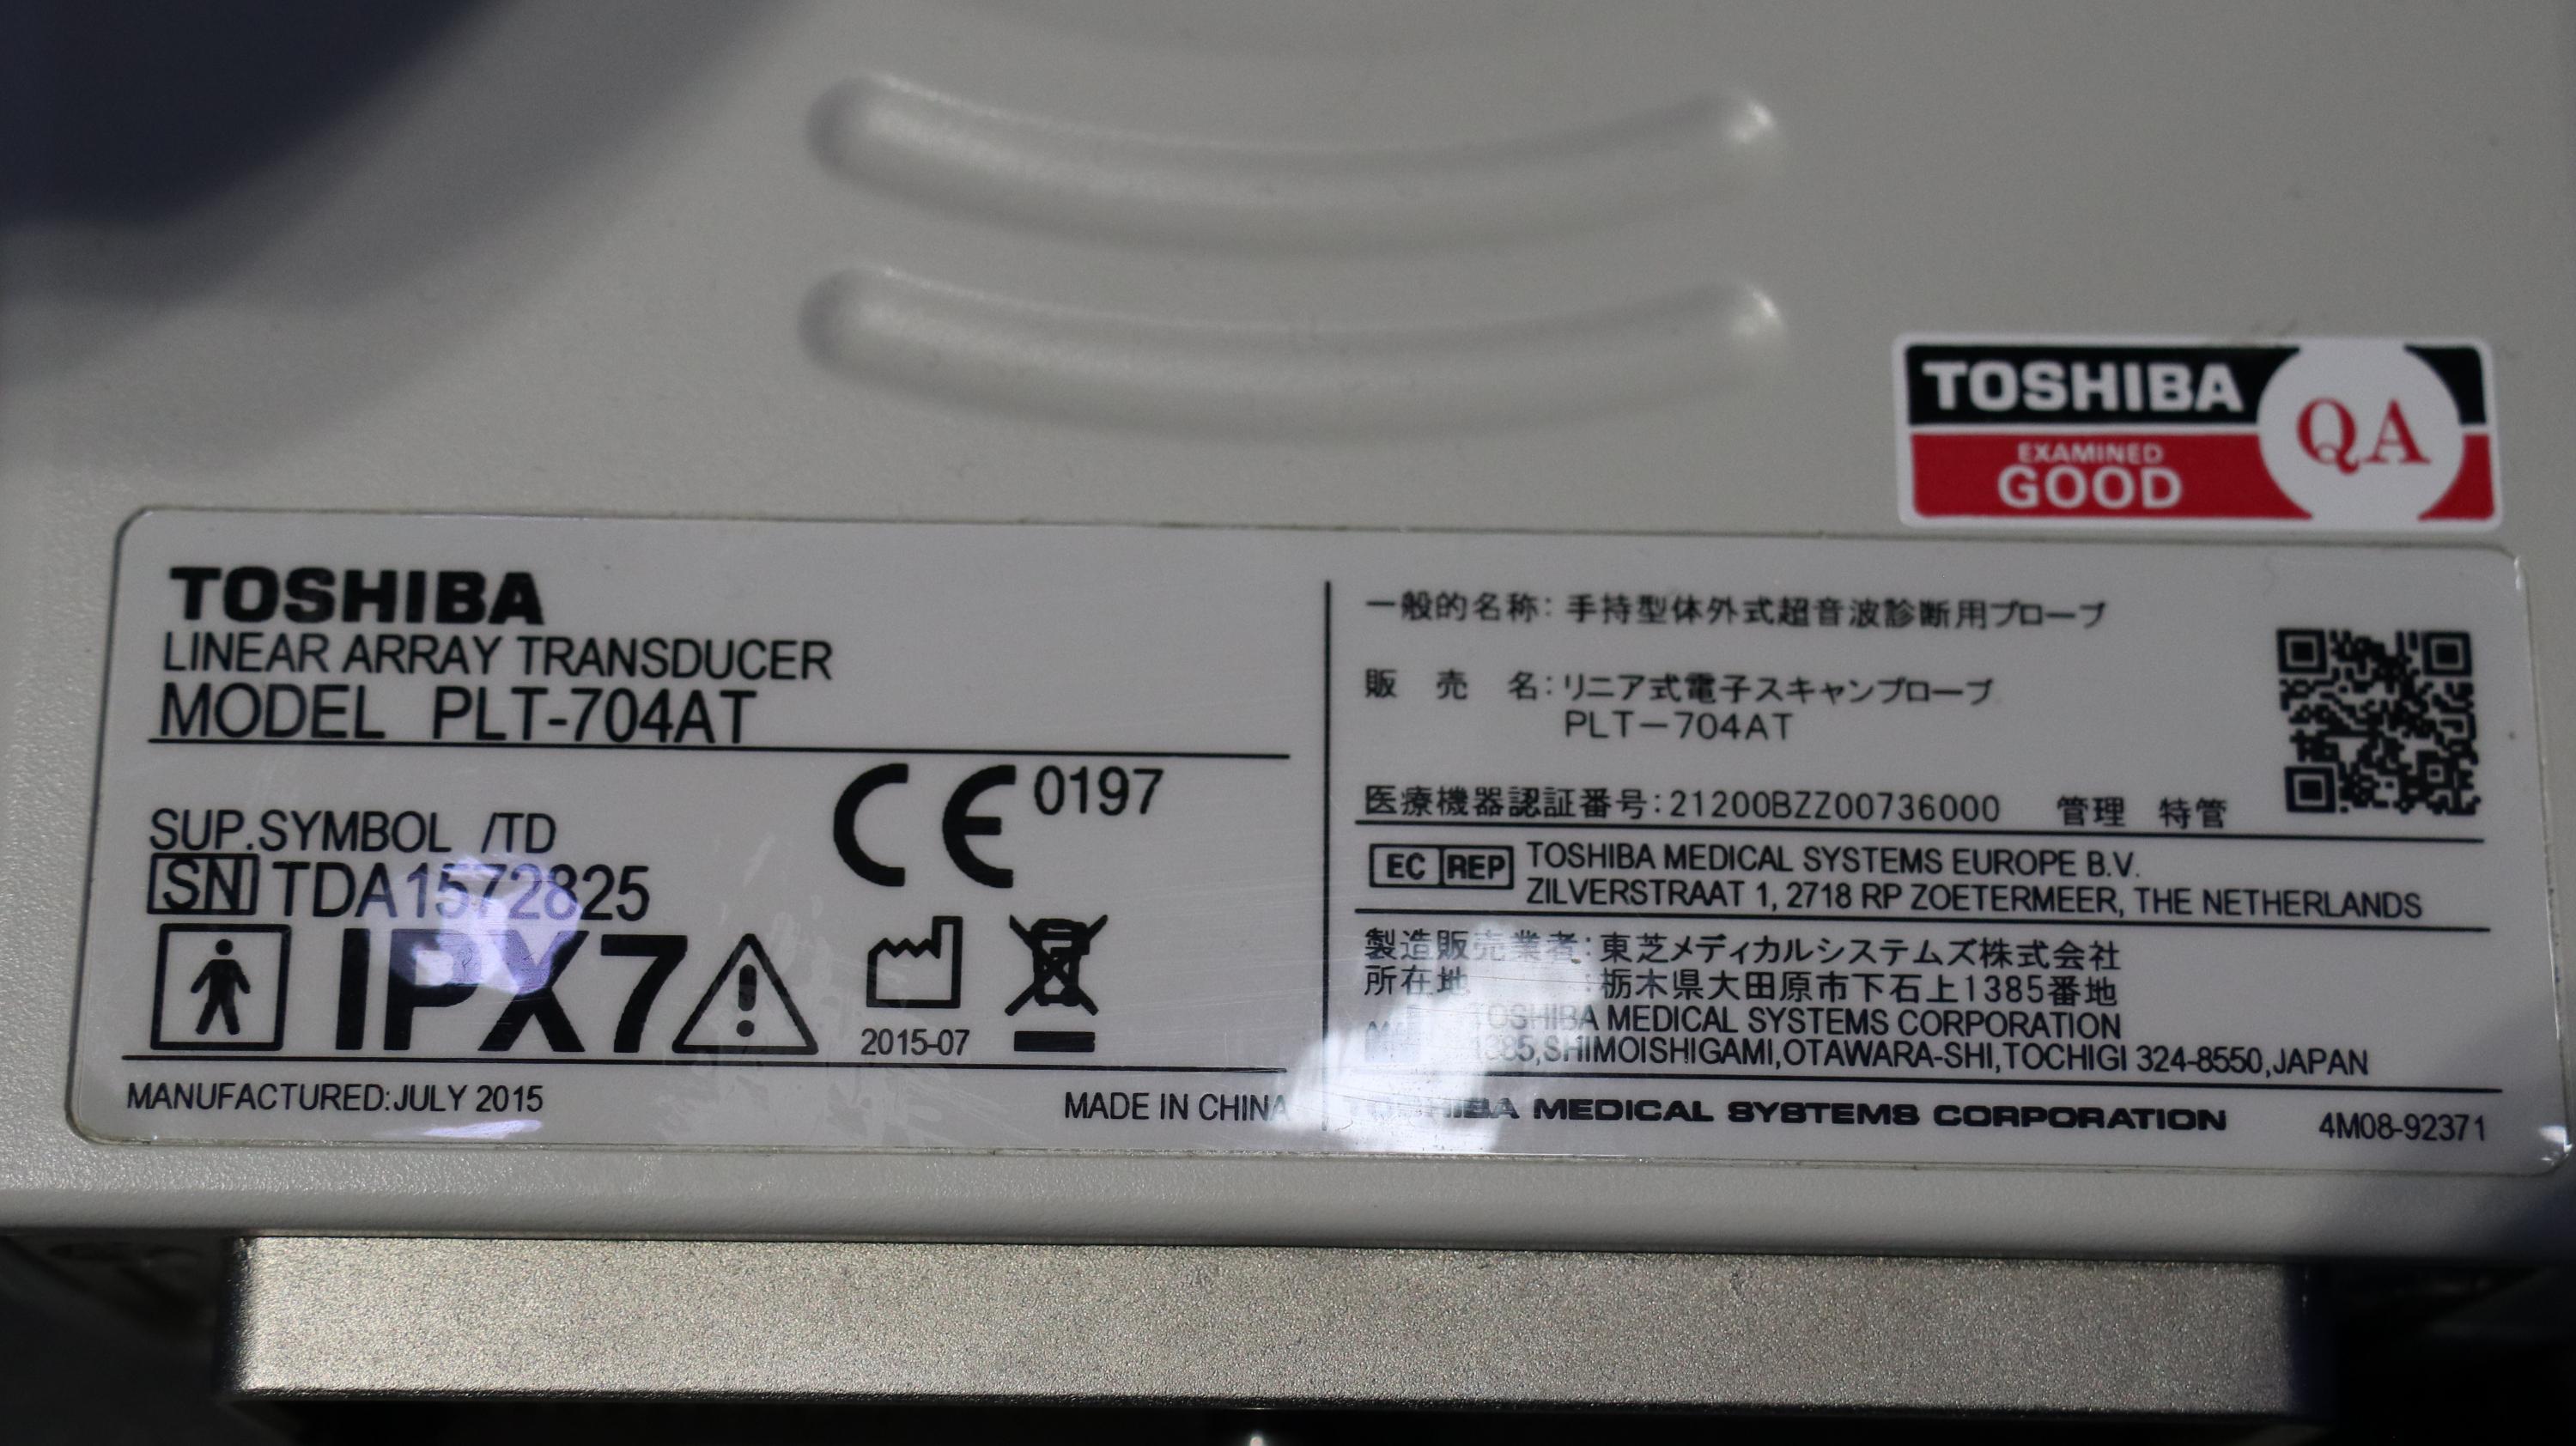 TOSHIBA
EXAMINED
GOOD
QA
TOSHIBA
LINEAR ARRAY TRANSDUCER
MODEL PLT-704AT
SUP.SYMBOL /TD
SN TDA1572825
CE 0197
IPX7
2015-07
MANUFACTURED:JULY 2015
MADE IN CHINA
一般的名称：手持型体外式超音波診断用プローブ
販 売 名：リニア式電子スキャンプローブ
PLT-704AT
医療機器認証番号：21200BZZ00736000 管理 特管
EC REP TOSHIBA MEDICAL SYSTEMS EUROPE B.V.
ZILVERSTRAAT 1, 2718 RP ZOETERMEER, THE NETHERLANDS
製造販売業者：東芝メディカルシステムズ株式会社
所在地 ：栃木県大田原市下石上1385番地
TOSHIBA MEDICAL SYSTEMS CORPORATION
1385,SHIMOISHIGAMI,OTAWARA-SHI,TOCHIGI 324-8550,JAPAN
TOSHIBA MEDICAL SYSTEMS CORPORATION
4M08-92371